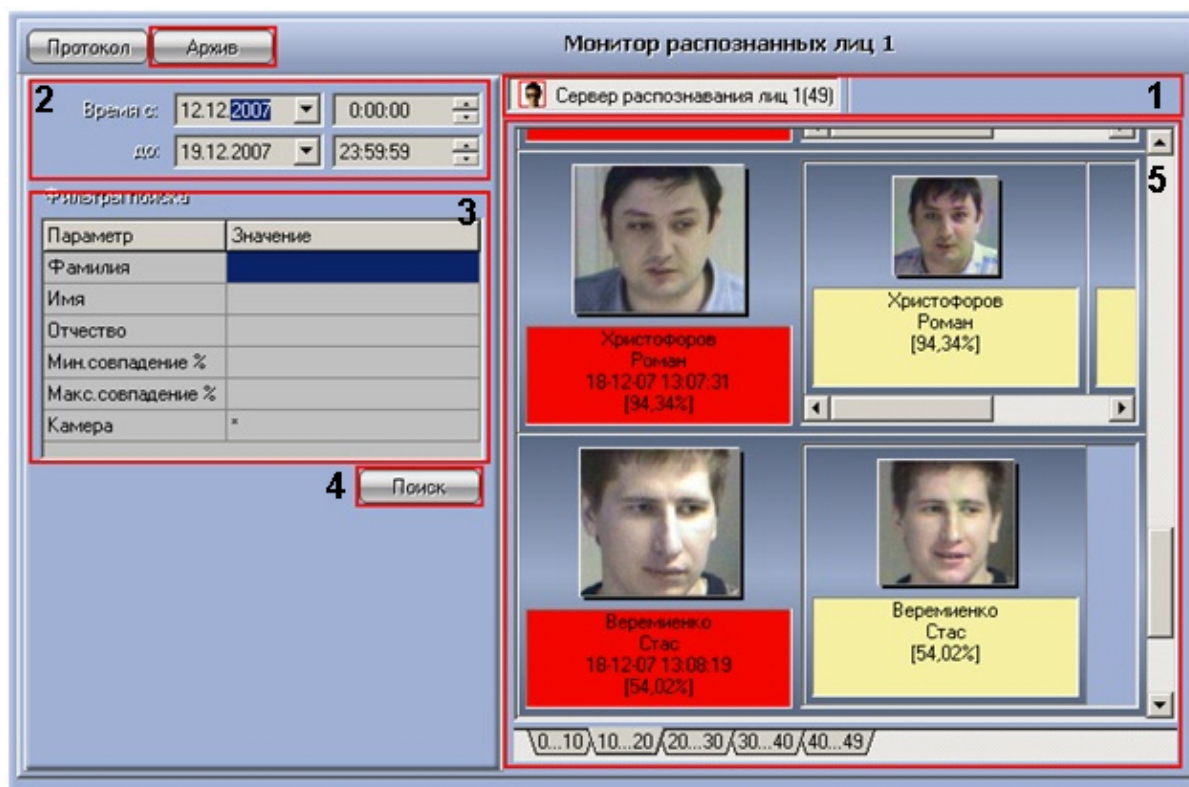 Протокол
Архив
Монитор распознанных лиц 1
2
Время с:
12.12.2007
0:00:00
до:
19.12.2007
23:59:59
Фильтры поиска
3
Параметр
Значение
Фамилия
Имя
Отчество
Мин.совпадение %
Макс.совпадение %
Камера
*
4
Поиск
Сервер распознавания лиц 1(49)
1
5
Христофоров
Роман
18-12-07 13:07:31
[94,34%]
Христофоров
Роман
[94,34%]
Веремиенко
Стас
18-12-07 13:08:19
[54,02%]
Веремиенко
Стас
[54,02%]
0...10
10...20
20...30
30...40
40...49